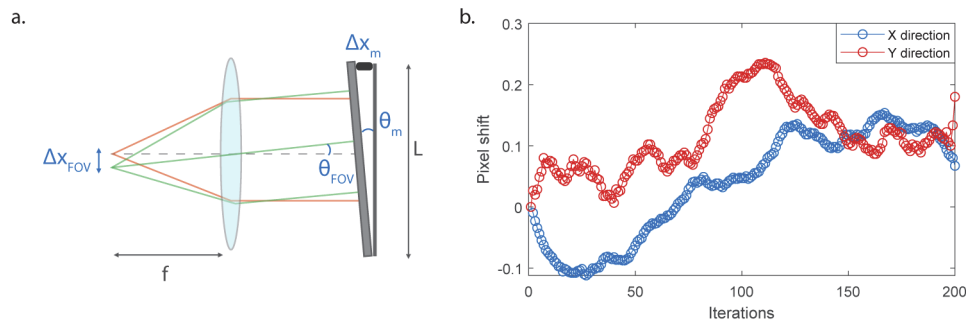 a.
Δx_m
θ_m
L
Δx_FOV
θ_FOV
f
b.
0.3
0.2
0.1
0
-0.1
Pixel shift
X direction
Y direction
0
50
100
150
200
Iterations